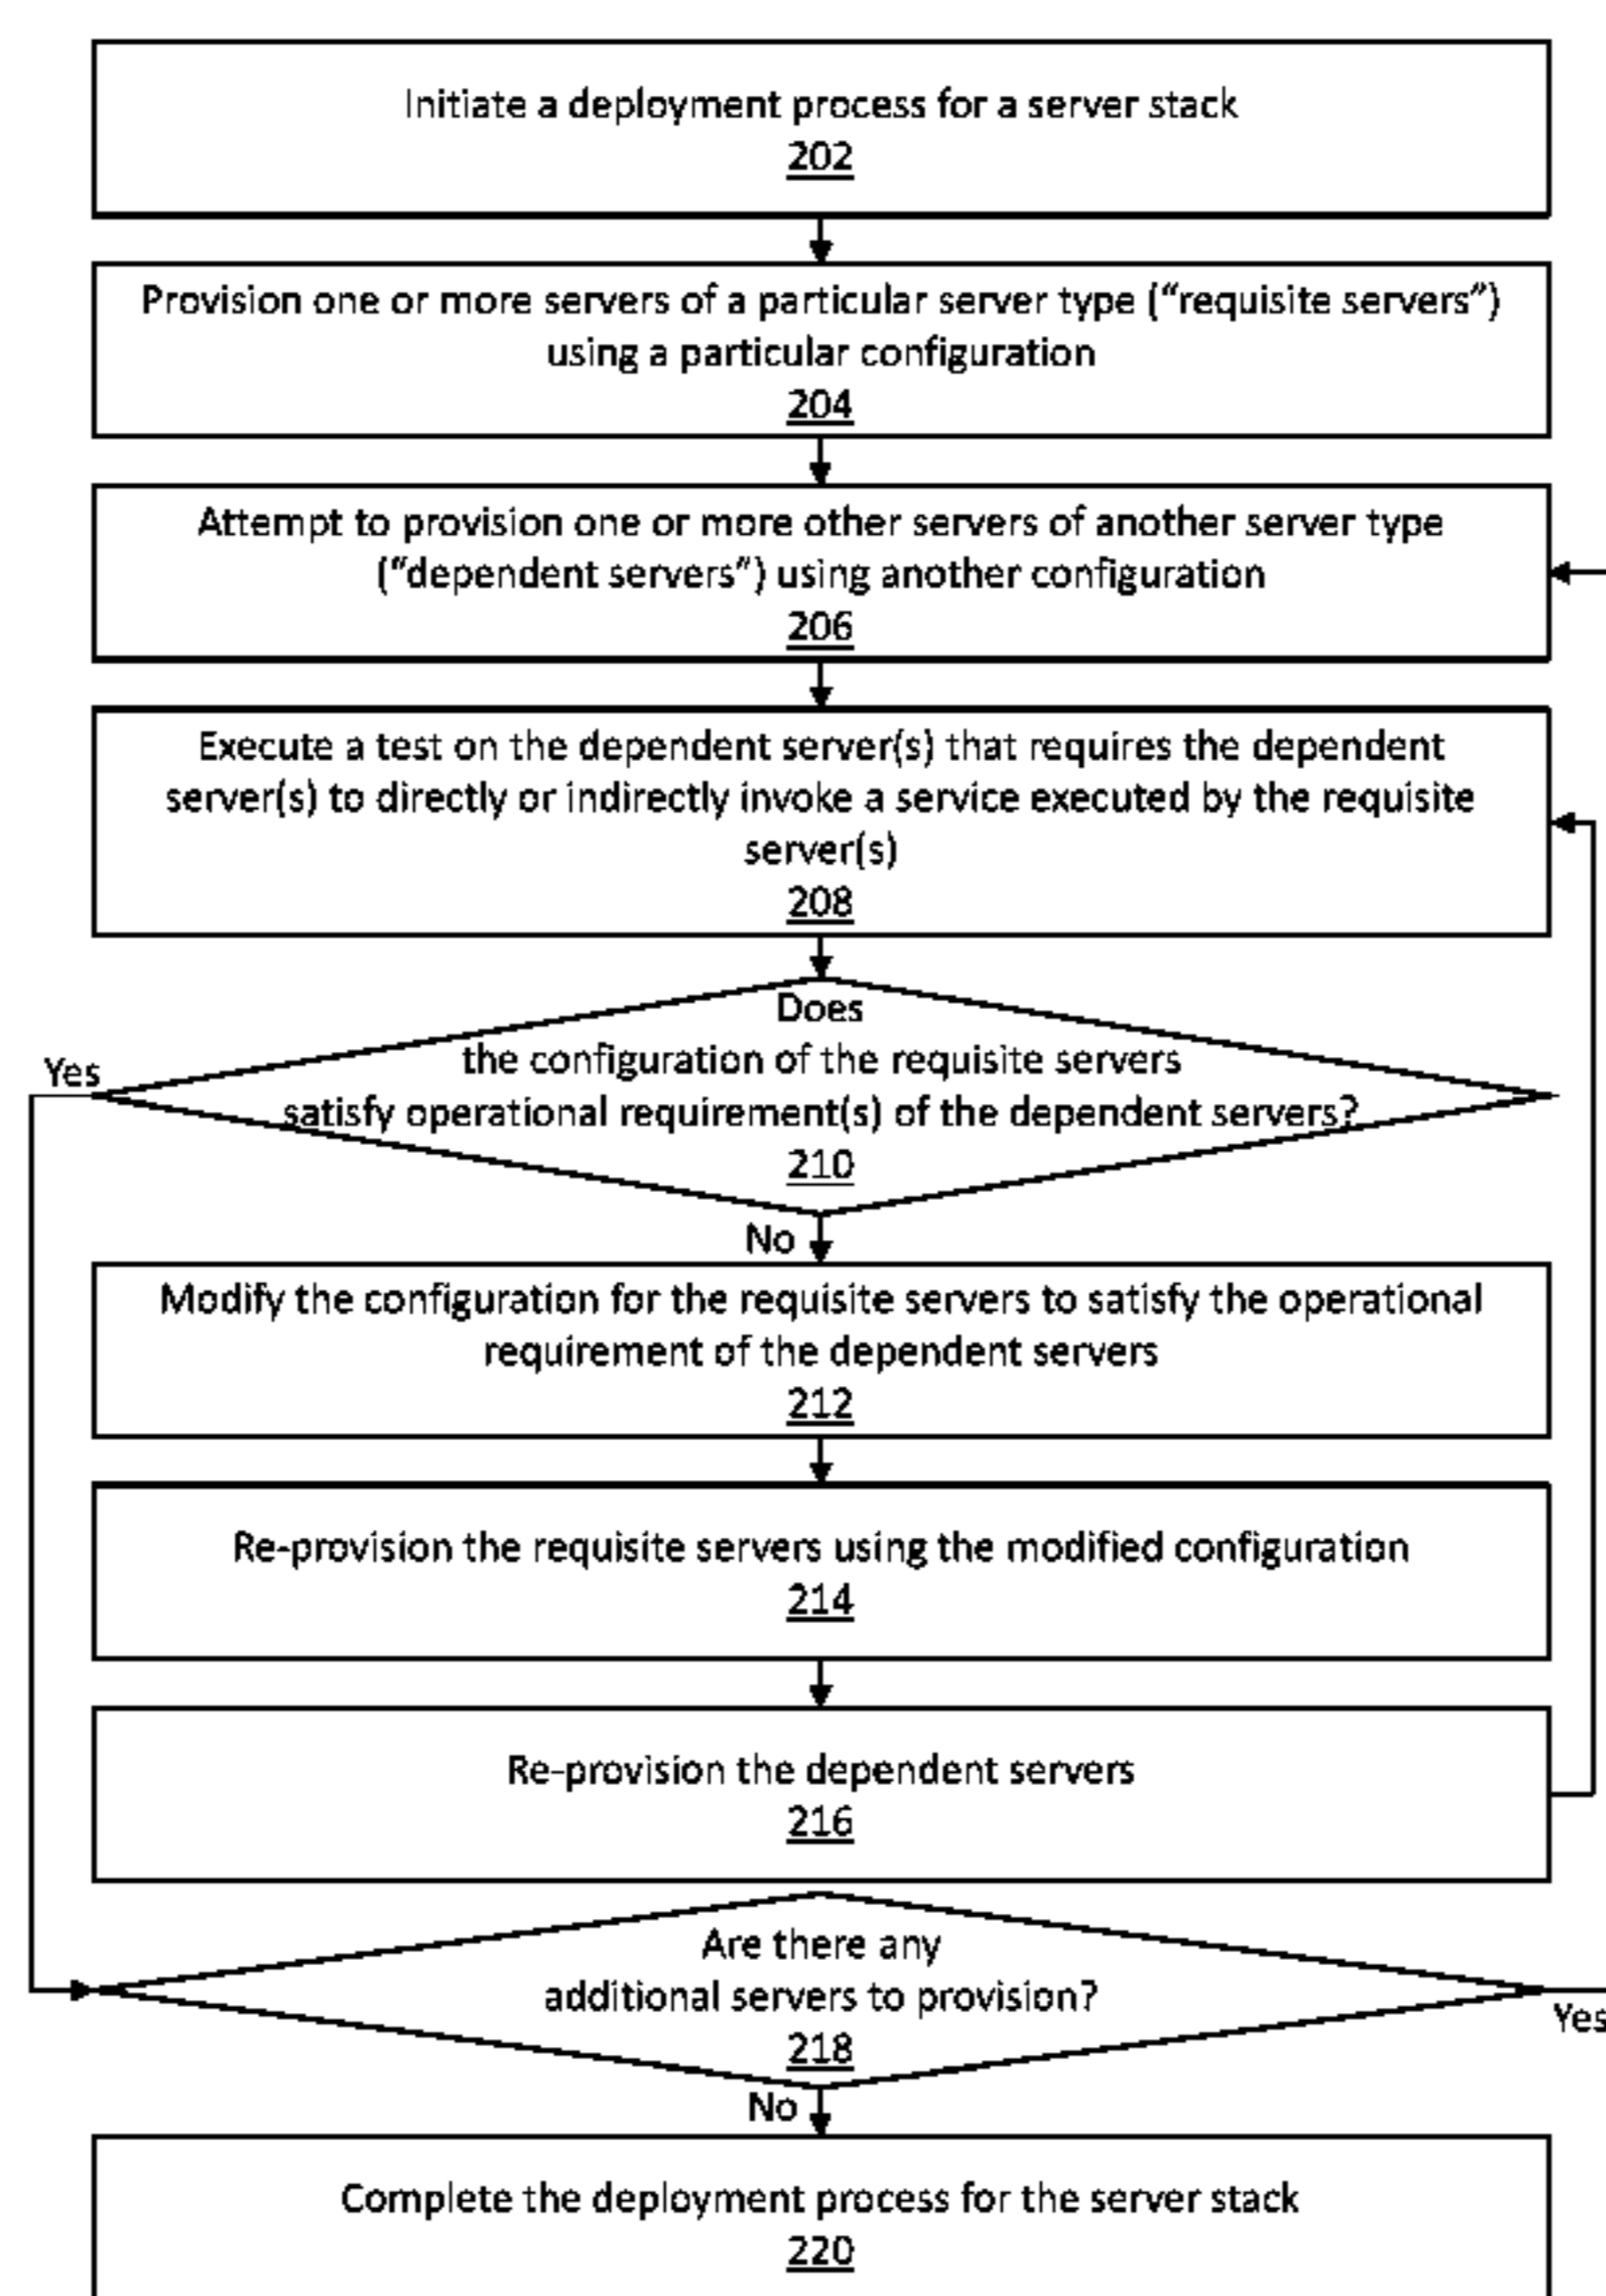 Initiate a deployment process for a server stack
202
Provision one or more servers of a particular server type (“requisite servers”)
using a particular configuration
204
Attempt to provision one or more other servers of another server type
(“dependent servers”) using another configuration
206
Execute a test on the dependent server(s) that requires the dependent
server(s) to directly or indirectly invoke a service executed by the requisite
server(s)
208
Does
the configuration of the requisite servers
satisfy operational requirement(s) of the dependent servers?
210
Yes
No
Modify the configuration for the requisite servers to satisfy the operational
requirement of the dependent servers
212
Re-provision the requisite servers using the modified configuration
214
Re-provision the dependent servers
216
Are there any
additional servers to provision?
218
Yes
No
Complete the deployment process for the server stack
220